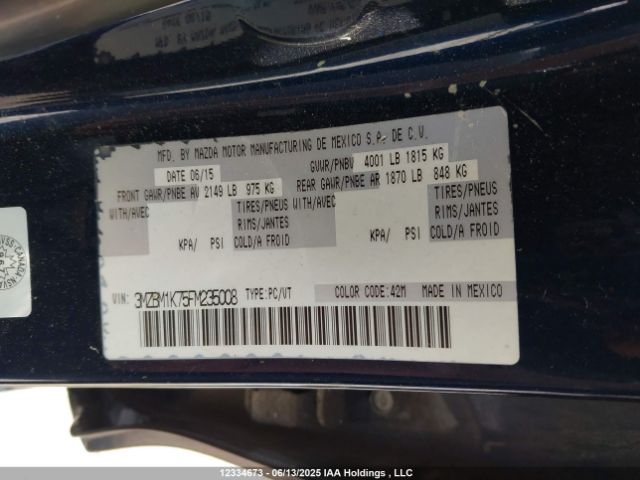 MFD. BY MAZDA MOTOR MANUFACTURING DE MEXICO S.A. DE C.V.
DATE 06/15 GVWR/PNBV 4001 LB 1815 KG
FRONT GAWR/PNBE AV 2149 LB 975 KG REAR GAWR/PNBE AR 1870 LB 848 KG
WITH/AVEC TIRES/PNEUS WITH/AVEC TIRES/PNEUS
RIMS/JANTES RIMS/JANTES
KPA/ PSI COLD/A FROID KPA/ PSI COLD/A FROID
VIN: 3MZBM1K75FM235008 TYPE:PC/VT COLOR CODE:42M MADE IN MEXICO
12334673 - 06/13/2025 IAA Holdings , LLC